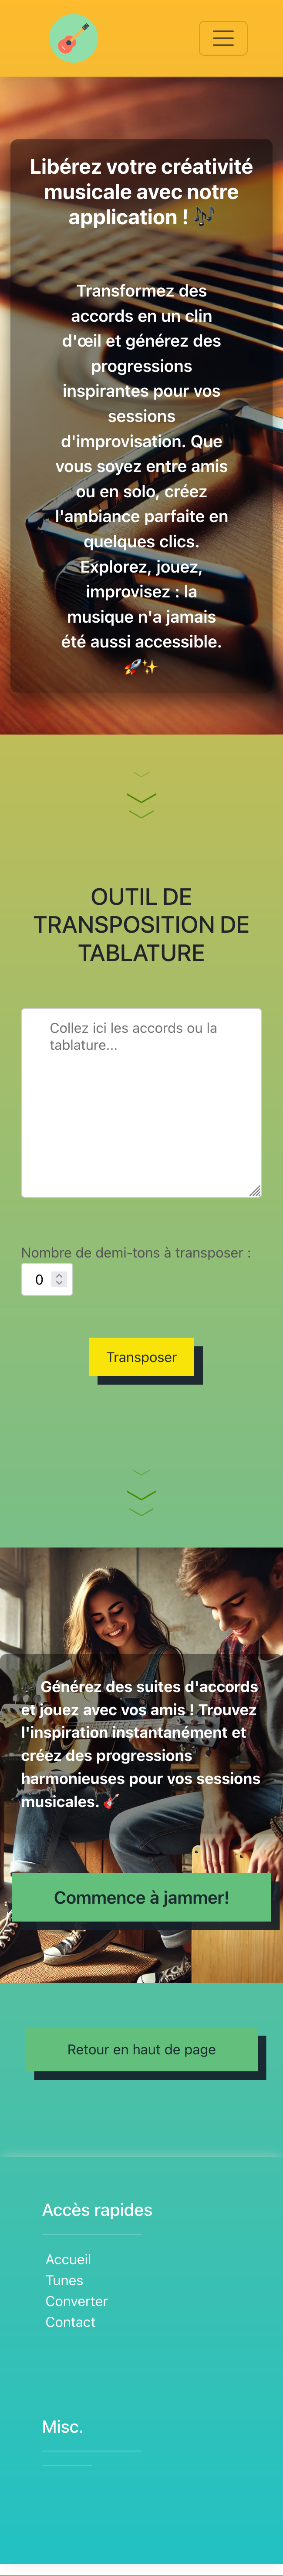 Libérez votre créativité
musicale avec notre
application ! 🎶
Transformez des
accords en un clin
d'œil et générez des
progressions
inspirantes pour vos
sessions
d'improvisation. Que
vous soyez entre amis
ou en solo, créez
l'ambiance parfaite en
quelques clics.
Explorez, jouez,
improvisez : la
musique n'a jamais
été aussi accessible.
🚀✨
OUTIL DE
TRANSPOSITION DE
TABLATURE
Collez ici les accords ou la
tablature...
Nombre de demi-tons à transposer :
0
Transposer
🎶 Générez des suites d'accords
et jouez avec vos amis ! Trouvez
l'inspiration instantanément et
créez des progressions
harmonieuses pour vos sessions
musicales. 🎸
Commence à jammer!
Retour en haut de page
Accès rapides
Accueil
Tunes
Converter
Contact
Misc.